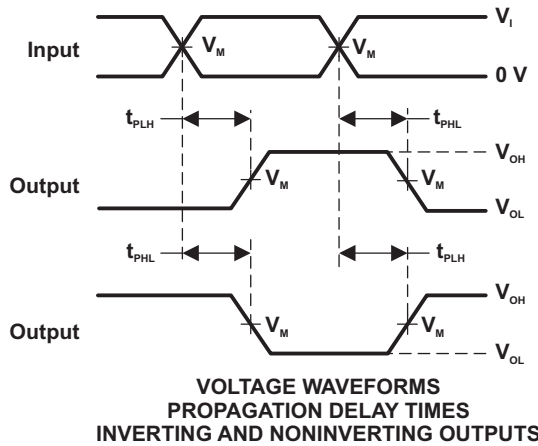 V_I
Input
V_M
V_M
0 V
t_PLH
t_PHL
V_OH
Output
V_M
V_M
V_OL
t_PHL
t_PLH
V_OH
Output
V_M
V_M
V_OL
VOLTAGE WAVEFORMS
PROPAGATION DELAY TIMES
INVERTING AND NONINVERTING OUTPUTS